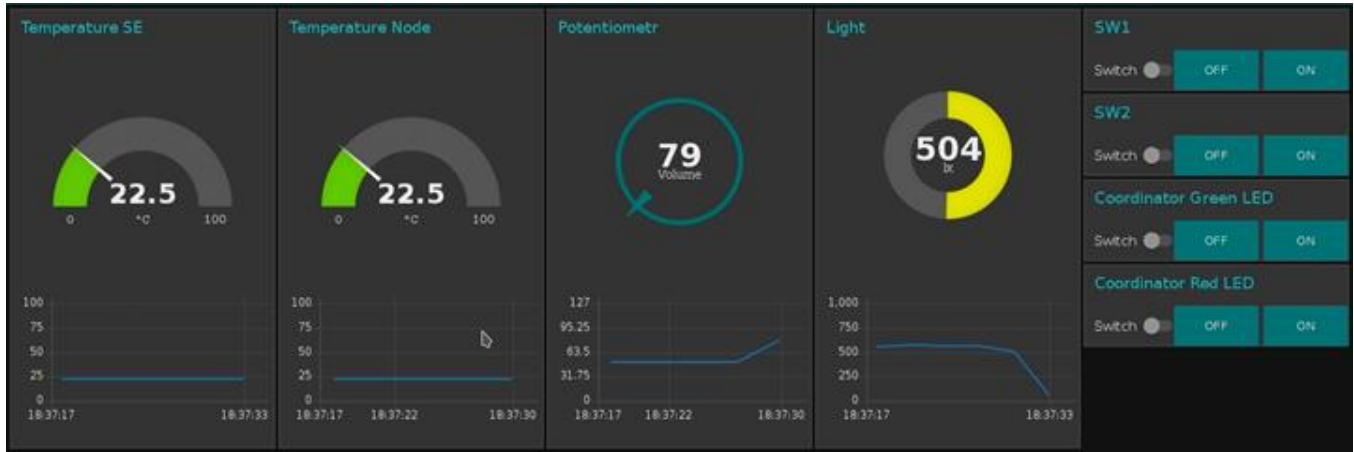 Temperature SE
22.5
0 °C 100
100
75
50
25
0
18:37:17 18:37:33
Temperature Node
22.5
0 °C 100
100
75
50
25
0
18:37:17 18:37:22 18:37:30
Potentiometr
79
Volume
127
95.25
63.5
31.75
0
18:37:17 18:37:22 18:37:30
Light
504
lx
1,000
750
500
250
0
18:37:17 18:37:33
SW1
Switch OFF ON
SW2
Switch OFF ON
Coordinator Green LED
Switch OFF ON
Coordinator Red LED
Switch OFF ON